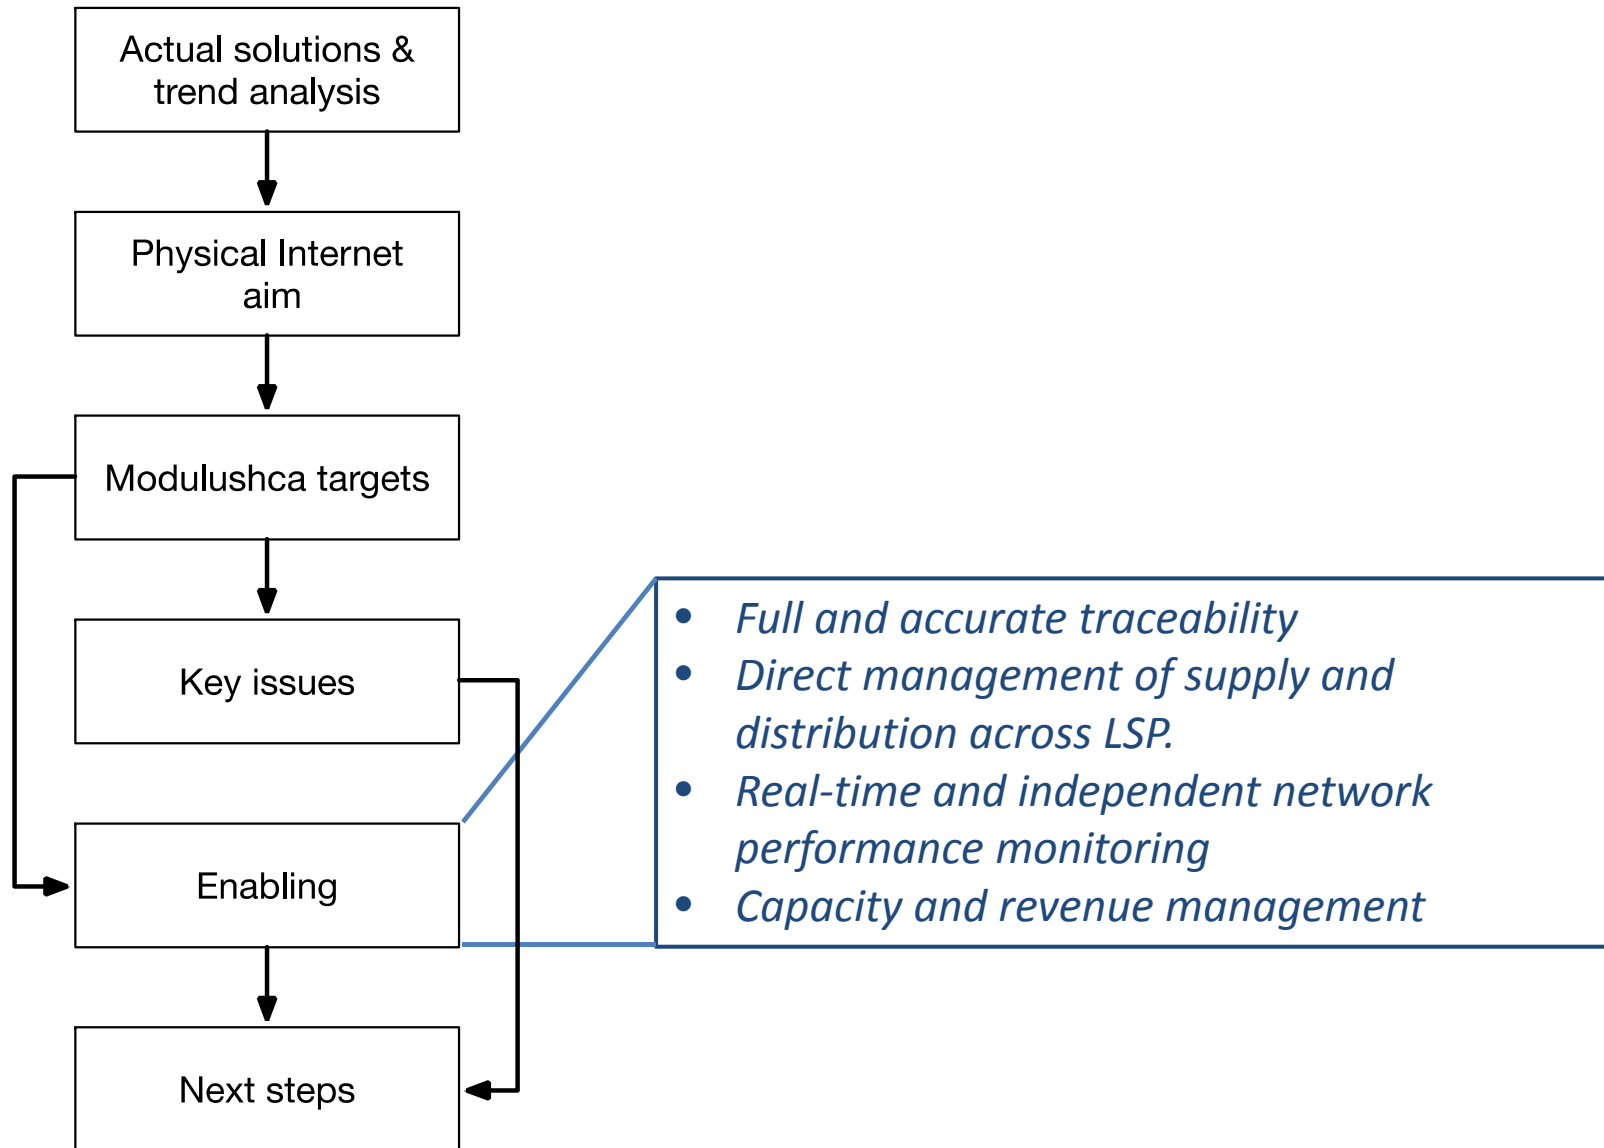 Actual solutions &
trend analysis
Physical Internet
aim
Modulushca targets
Key issues
Enabling
Next steps
• Full and accurate traceability
• Direct management of supply and
distribution across LSP.
• Real-time and independent network
performance monitoring
• Capacity and revenue management